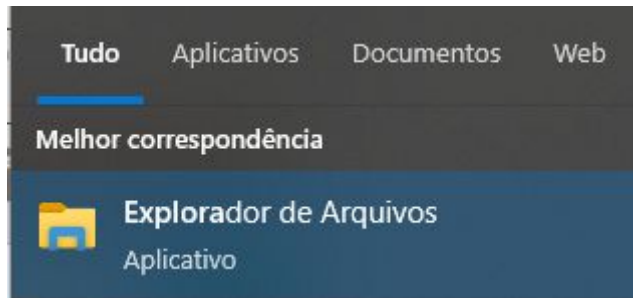 Tudo Aplicativos Documentos Web
Melhor correspondência
Explorador de Arquivos
Aplicativo